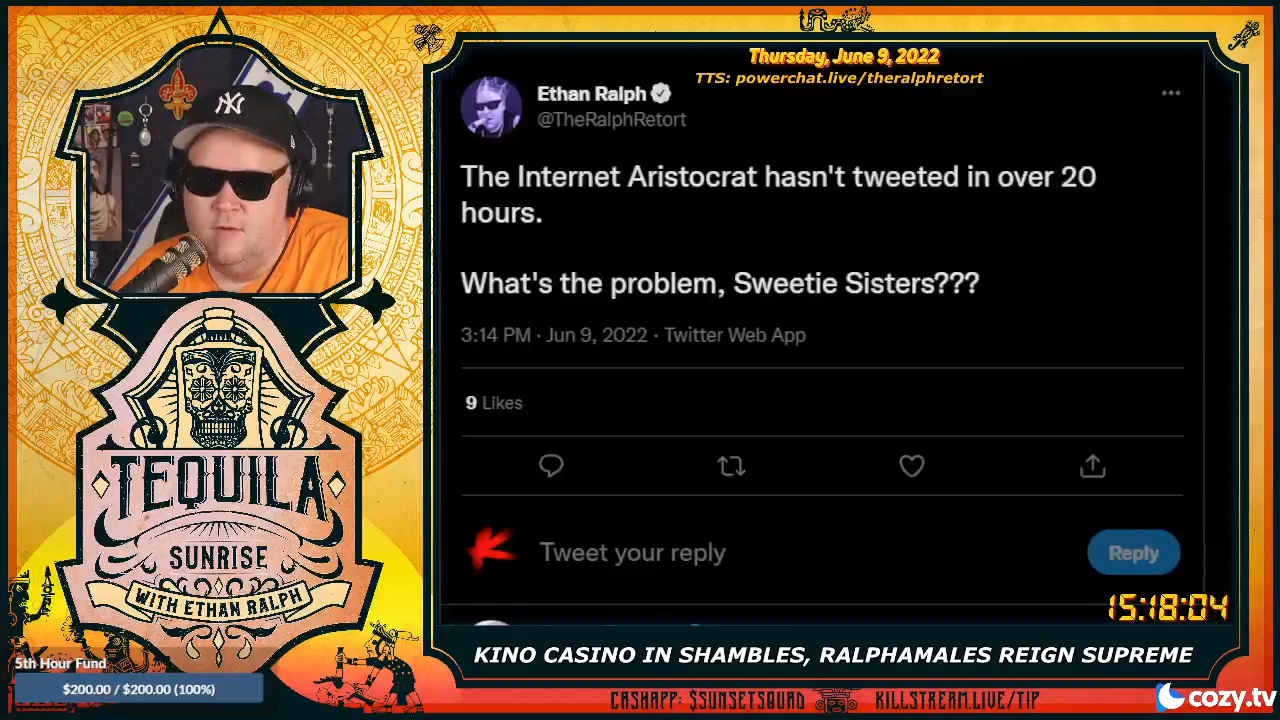 Thursday, June 9, 2022
TTS: powerchat.live/theralphretort
Ethan Ralph
@TheRalphRetort
The Internet Aristocrat hasn't tweeted in over 20
hours.
What's the problem, Sweetie Sisters???
3:14 PM · Jun 9, 2022 · Twitter Web App
9 Likes
Tweet your reply
Reply
15:18:04
KINO CASINO IN SHAMBLES, RALPHAMALES REIGN SUPREME
CASHAPP: $SUNSETSQUAD
KILLSTREAM.LIVE/TIP
cozy.tv
NY
TEQUILA
SUNRISE
WITH ETHAN RALPH
5th Hour Fund
$200.00 / $200.00 (100%)